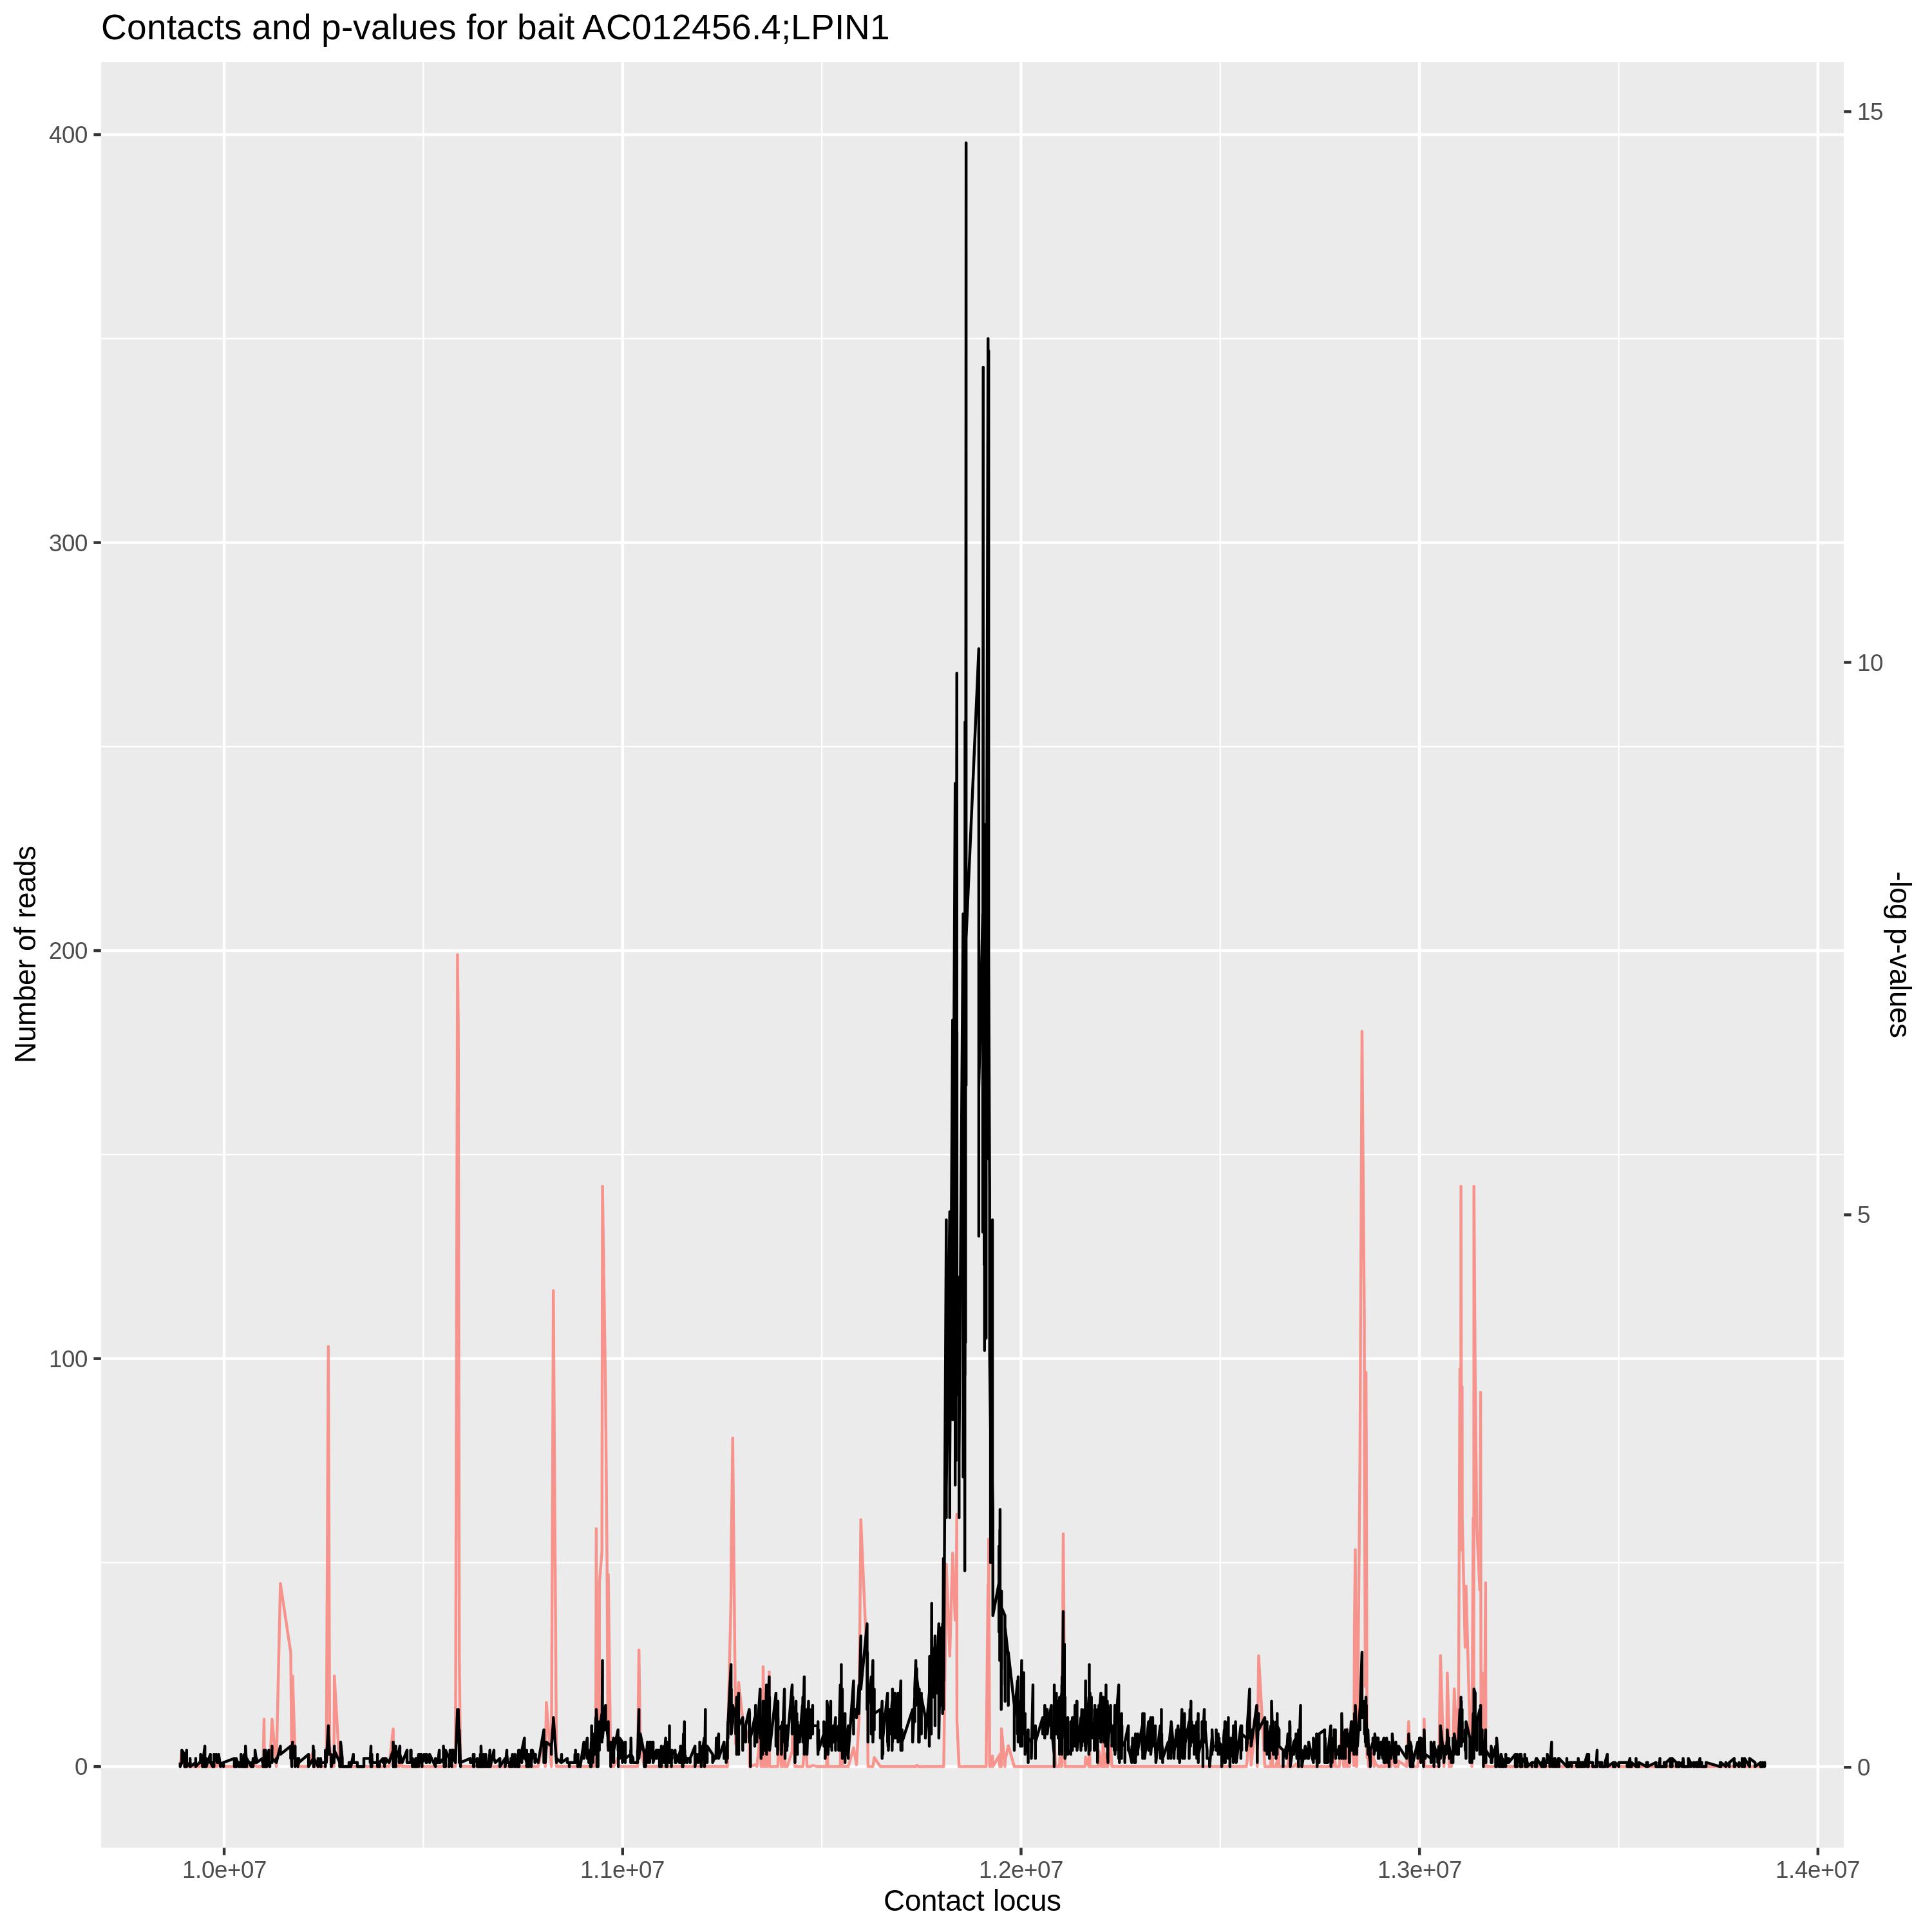 Contacts and p-values for bait AC012456.4;LPIN1
400
300
200
100
0
15
10
5
0
Number of reads
-log p-values
1.0e+07
1.1e+07
1.2e+07
1.3e+07
1.4e+07
Contact locus